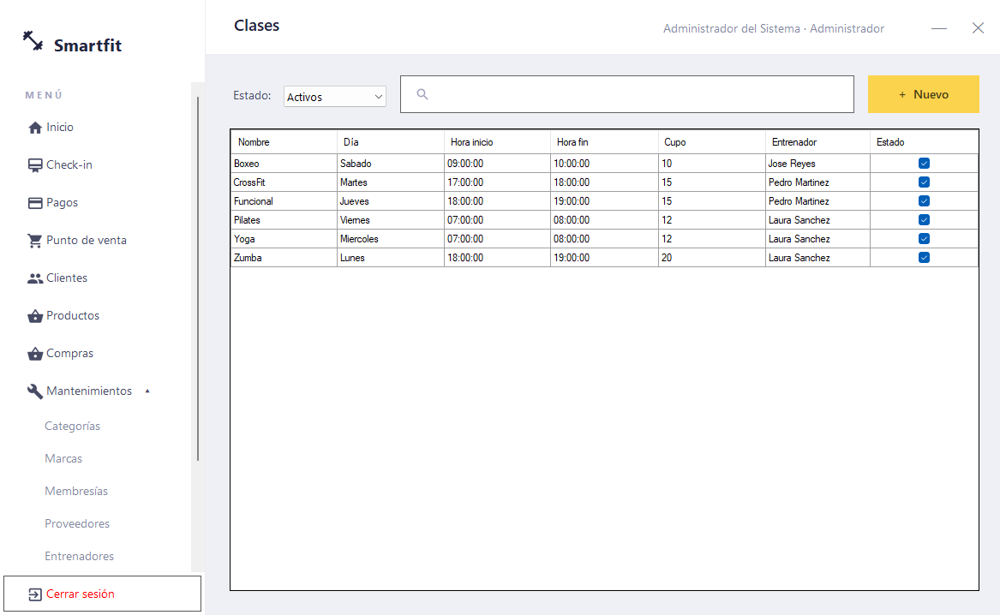 Smartfit
MENÚ
Inicio
Check-in
Pagos
Punto de venta
Clientes
Productos
Compras
Mantenimientos
Categorías
Marcas
Membresías
Proveedores
Entrenadores
Cerrar sesión
Clases
Administrador del Sistema · Administrador
Estado: Activos
+ Nuevo
Nombre Día Hora inicio Hora fin Cupo Entrenador Estado
Boxeo Sabado 09:00:00 10:00:00 10 Jose Reyes
CrossFit Martes 17:00:00 18:00:00 15 Pedro Martinez
Funcional Jueves 18:00:00 19:00:00 15 Pedro Martinez
Pilates Viernes 07:00:00 08:00:00 12 Laura Sanchez
Yoga Miercoles 07:00:00 08:00:00 12 Laura Sanchez
Zumba Lunes 18:00:00 19:00:00 20 Laura Sanchez